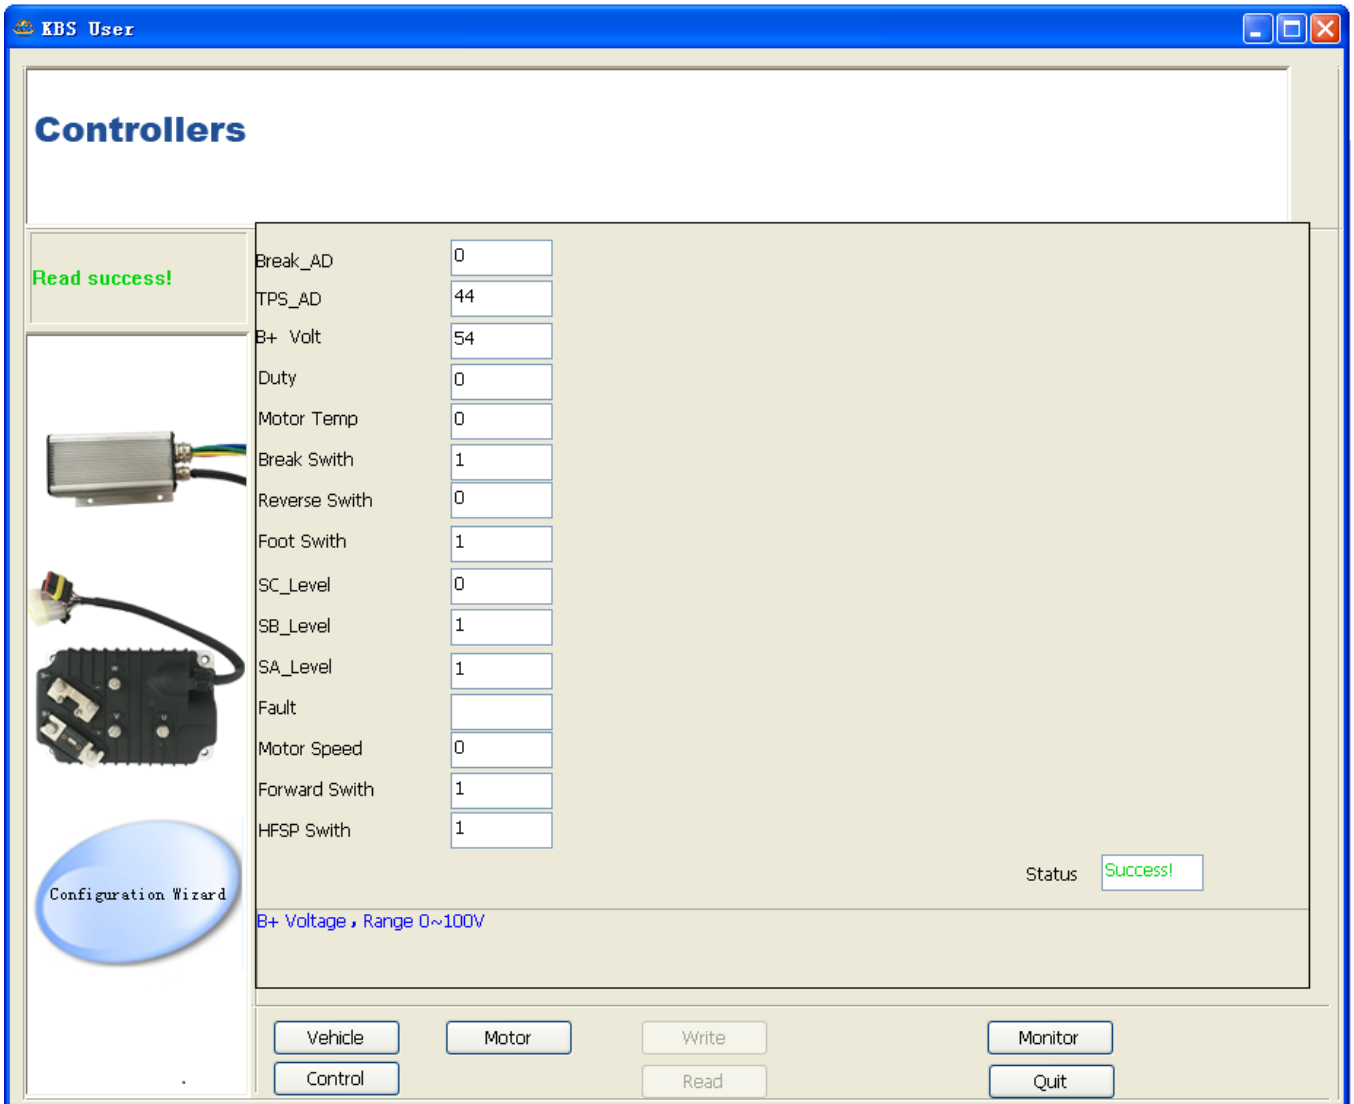 KBS User
Controllers
Read success!
Break_AD 0
TPS_AD 44
B+ Volt 54
Duty 0
Motor Temp 0
Break Swith 1
Reverse Swith 0
Foot Swith 1
SC_Level 0
SB_Level 1
SA_Level 1
Fault
Motor Speed 0
Forward Swith 1
HFSP Swith 1
Status Success!
Configuration Wizard
B+ Voltage , Range 0~100V
Vehicle Motor Write Monitor
Control Read Quit